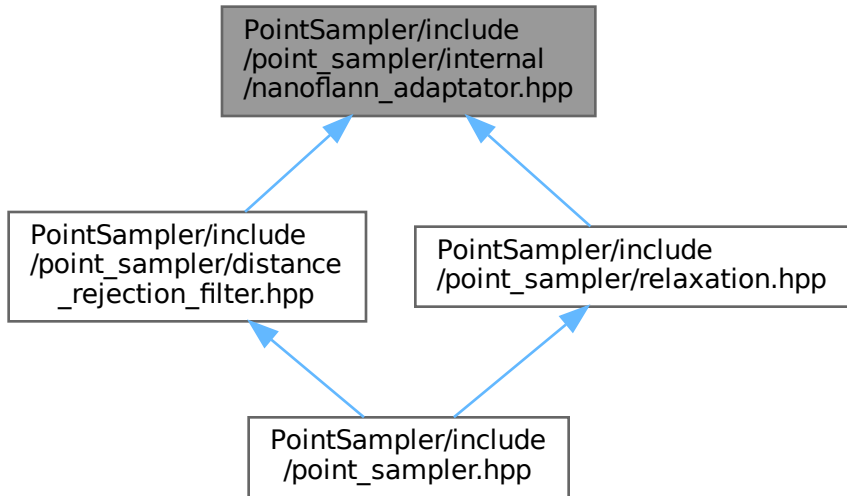 PointSampler/include
/point_sampler/internal
/nanoflann_adaptator.hpp
PointSampler/include
/point_sampler/distance
_rejection_filter.hpp
PointSampler/include
/point_sampler/relaxation.hpp
PointSampler/include
/point_sampler.hpp